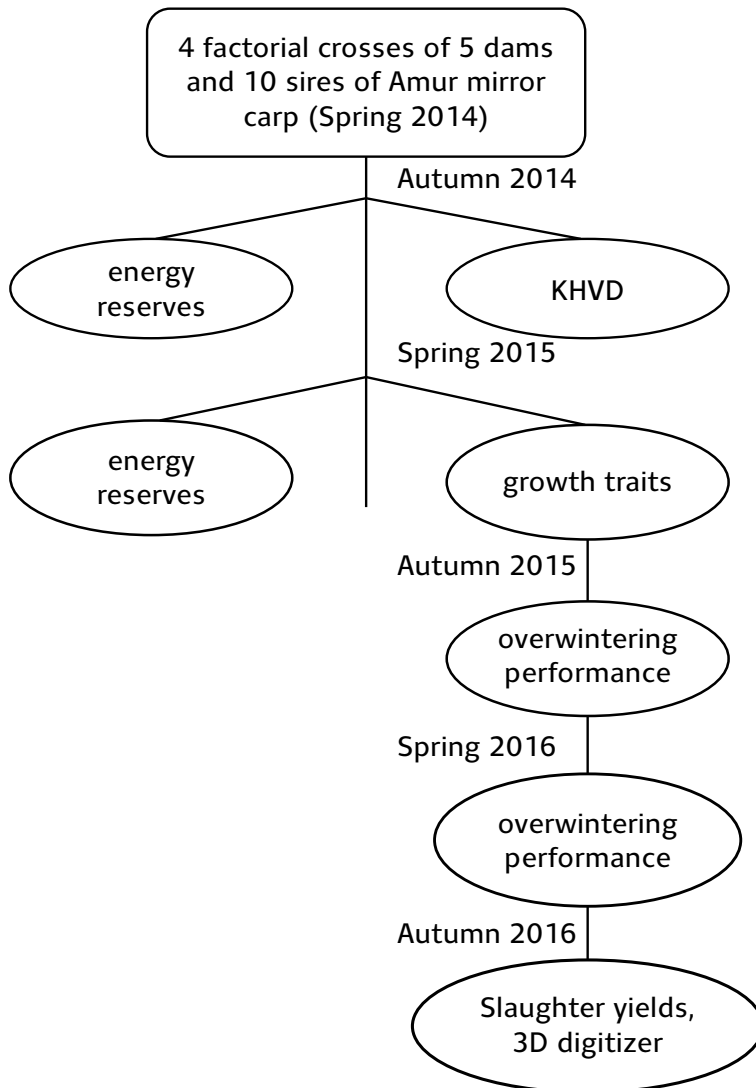 4 factorial crosses of 5 dams
and 10 sires of Amur mirror
carp (Spring 2014)
Autumn 2014
energy
reserves
KHVD
Spring 2015
energy
reserves
growth traits
Autumn 2015
overwintering
performance
Spring 2016
overwintering
performance
Autumn 2016
Slaughter yields,
3D digitizer